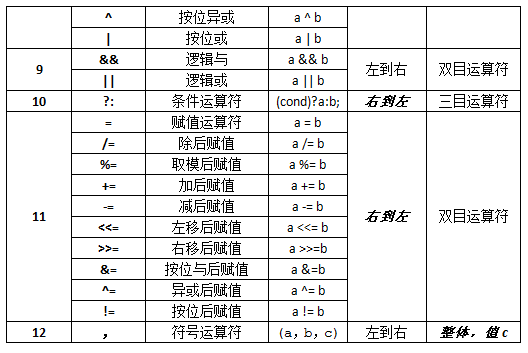 ^ 按位异或 a ^ b
| 按位或 a | b
9 && 逻辑与 a && b 左到右 双目运算符
|| 逻辑或 a || b
10 ?: 条件运算符 (cond)?a:b; 右到左 三目运算符
11 = 赋值运算符 a = b 右到左 双目运算符
/= 除后赋值 a /= b
%= 取模后赋值 a %= b
+= 加后赋值 a += b
-= 减后赋值 a -= b
<<= 左移后赋值 a <<= b
>>= 右移后赋值 a >>=b
&= 按位与后赋值 a &=b
^= 异或后赋值 a ^= b
!= 按位后赋值 a != b
12 , 符号运算符 (a, b, c) 左到右 整体, 值 c